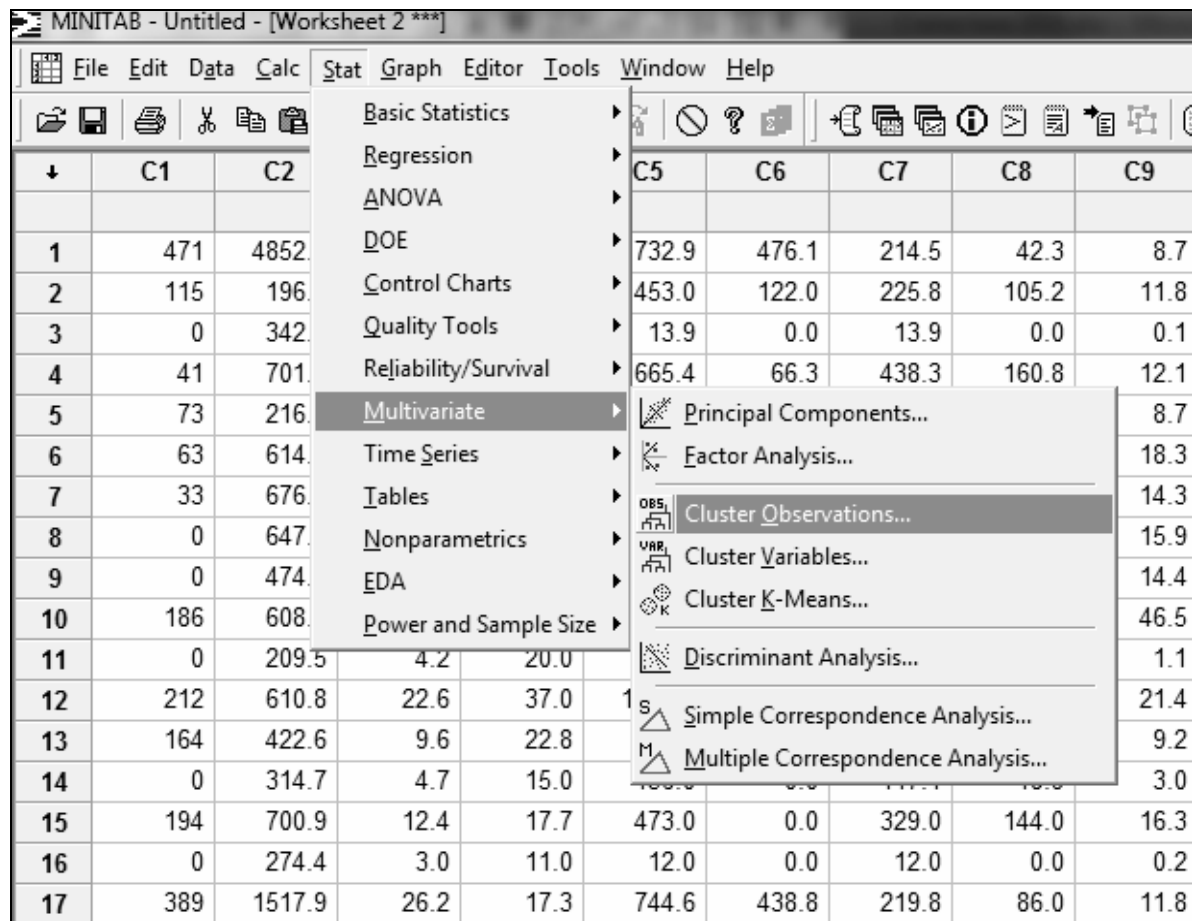 MINITAB - Untitled - [Worksheet 2 ***]
File Edit Data Calc Stat Graph Editor Tools Window Help
Basic Statistics
Regression
ANOVA
DOE
Control Charts
Quality Tools
Reliability/Survival
Multivariate
Time Series
Tables
Nonparametrics
EDA
Power and Sample Size
Principal Components...
Factor Analysis...
Cluster Observations...
Cluster Variables...
Cluster K-Means...
Discriminant Analysis...
Simple Correspondence Analysis...
Multiple Correspondence Analysis...
C1 C2 C5 C6 C7 C8 C9
1 471 4852. 732.9 476.1 214.5 42.3 8.7
2 115 196. 453.0 122.0 225.8 105.2 11.8
3 0 342. 13.9 0.0 13.9 0.0 0.1
4 41 701. 665.4 66.3 438.3 160.8 12.1
5 73 216. 8.7
6 63 614. 18.3
7 33 676. 14.3
8 0 647. 15.9
9 0 474. 14.4
10 186 608. 46.5
11 0 209.5 4.2 20.0 1.1
12 212 610.8 22.6 37.0 1 21.4
13 164 422.6 9.6 22.8 9.2
14 0 314.7 4.7 15.0 3.0
15 194 700.9 12.4 17.7 473.0 0.0 329.0 144.0 16.3
16 0 274.4 3.0 11.0 12.0 0.0 12.0 0.0 0.2
17 389 1517.9 26.2 17.3 744.6 438.8 219.8 86.0 11.8